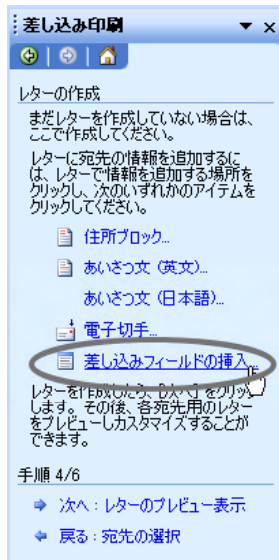 差し込み印刷
レターの作成
まだレターを作成していない場合は、
ここで作成してください。
レターに宛先の情報を追加するに
は、レターで情報を追加する場所を
クリックし、次のいずれかのアイテムを
クリックしてください。
住所ブロック...
あいさつ文 (英文)...
あいさつ文 (日本語)...
電子切手...
差し込みフィールドの挿入...
レターを作成したら、[次へ] をクリック
します。その後、各宛先用のレター
をプレビューしカスタマイズすることが
できます。
手順 4/6
次へ : レターのプレビュー表示
戻る : 宛先の選択